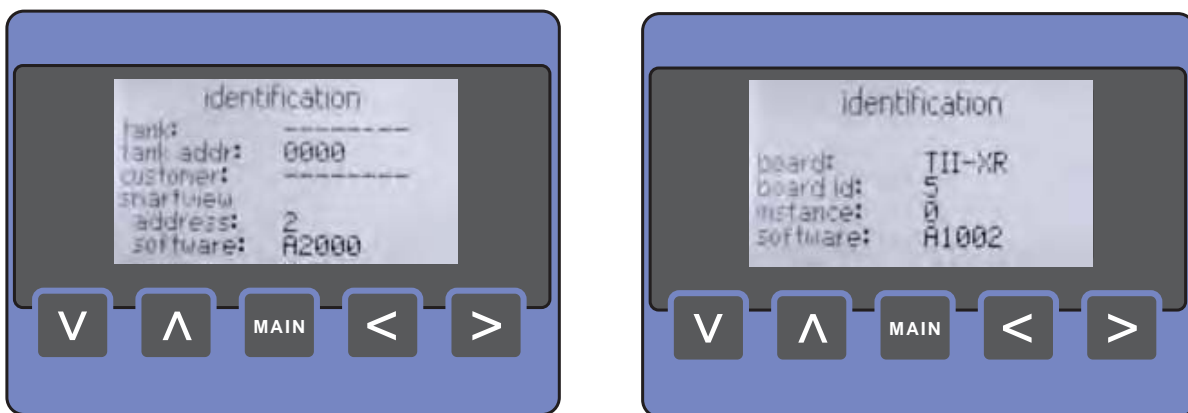 identification
tank: --------
tank addr: 0000
customer: --------
smartview
address: 2
software: A2000
V Λ MAIN < >
identification
board: TII-XR
board id: 5
instance: 0
software: A1002
V Λ MAIN < >